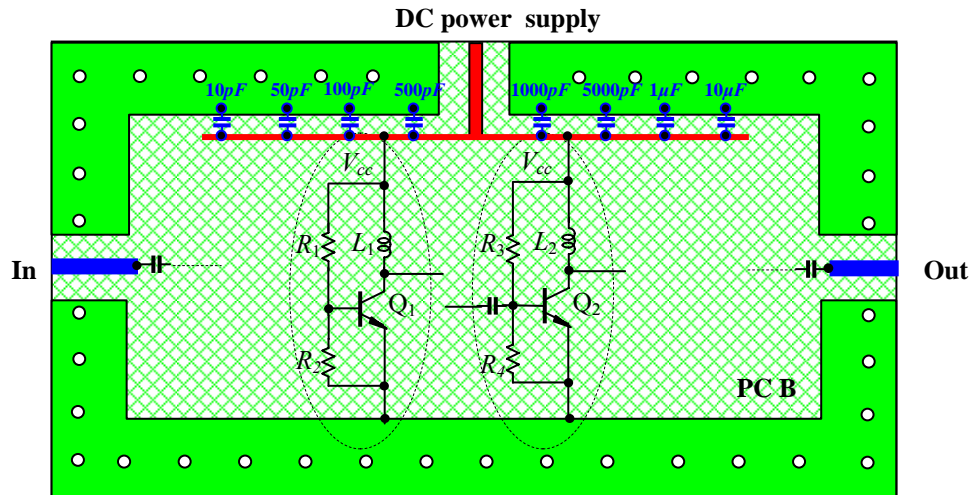 DC power supply
10pF 50pF 100pF 500pF 1000pF 5000pF 1µF 10µF
Vcc Vcc
R1 L1 R3 L2
In Out
Q1 Q2
R2 R4
PC B